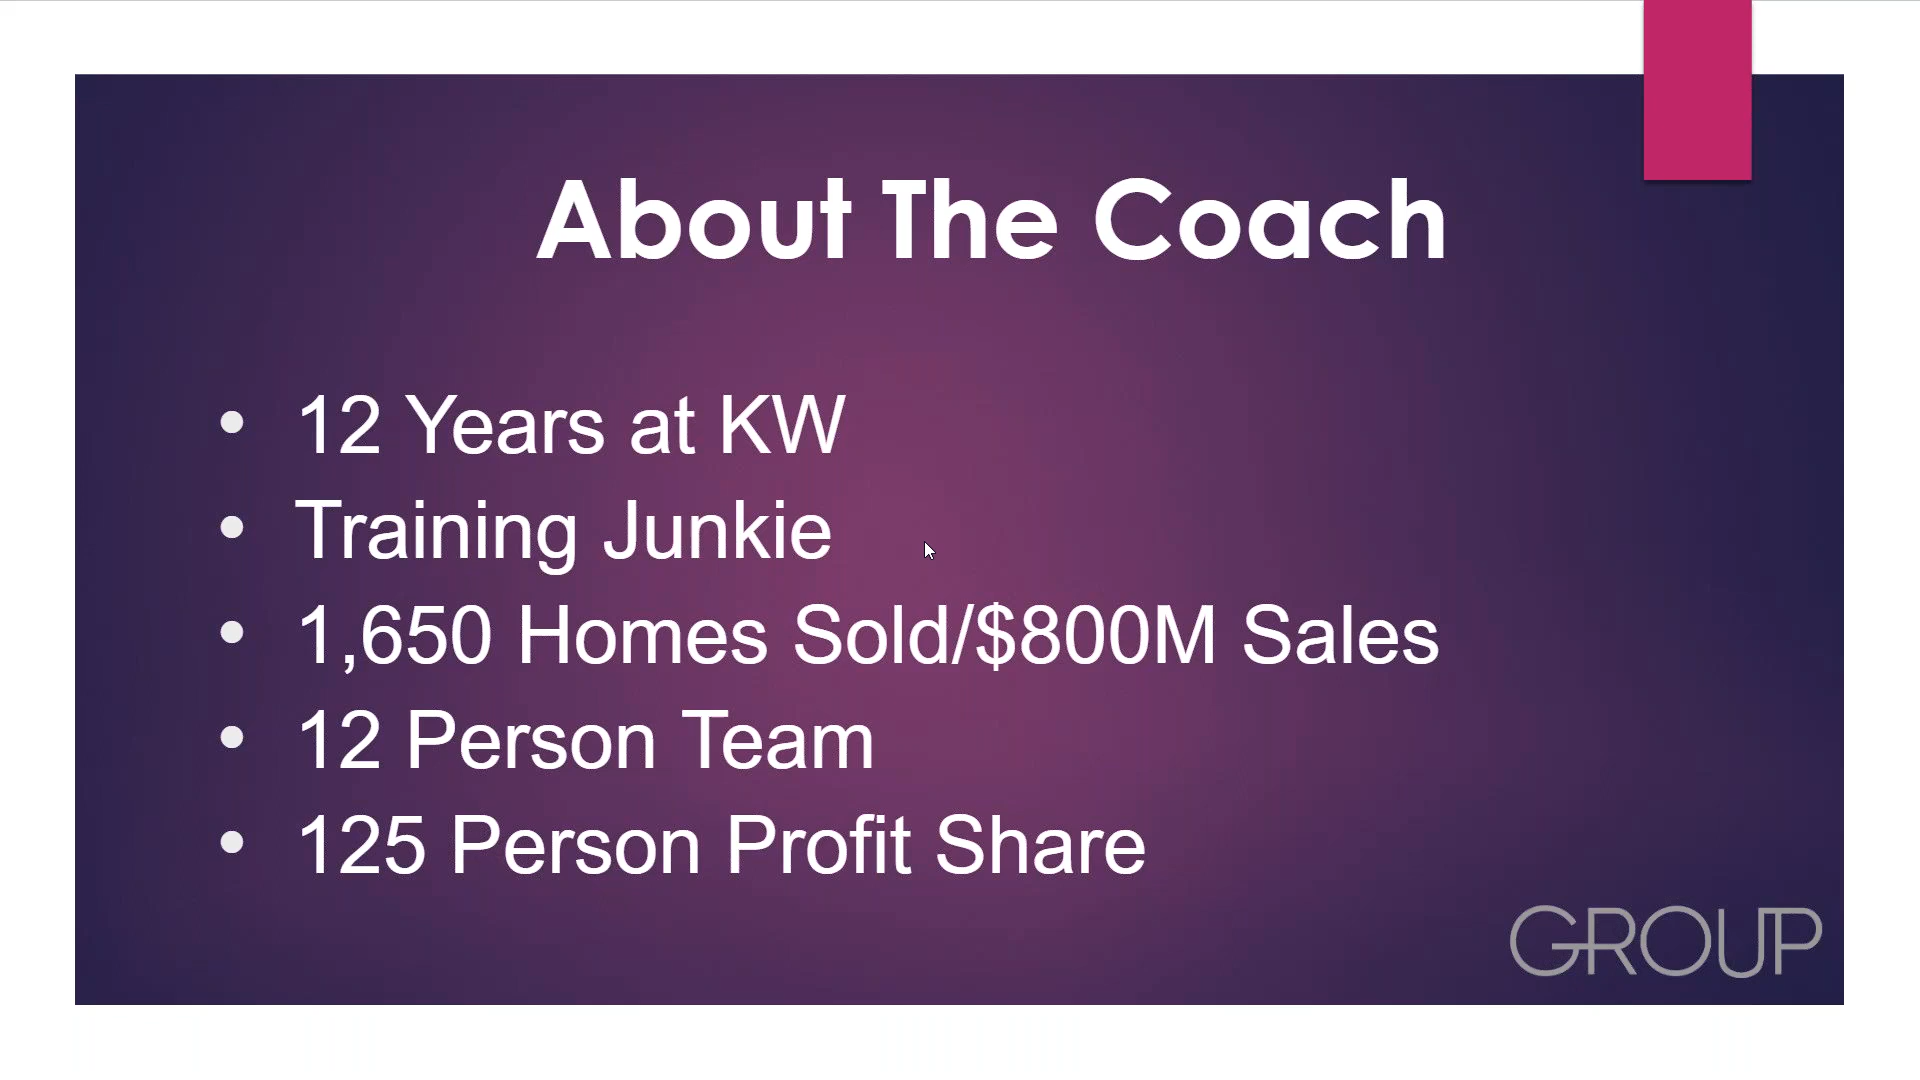 About The Coach
• 12 Years at KW
• Training Junkie
• 1,650 Homes Sold/$800M Sales
• 12 Person Team
• 125 Person Profit Share
GROUP